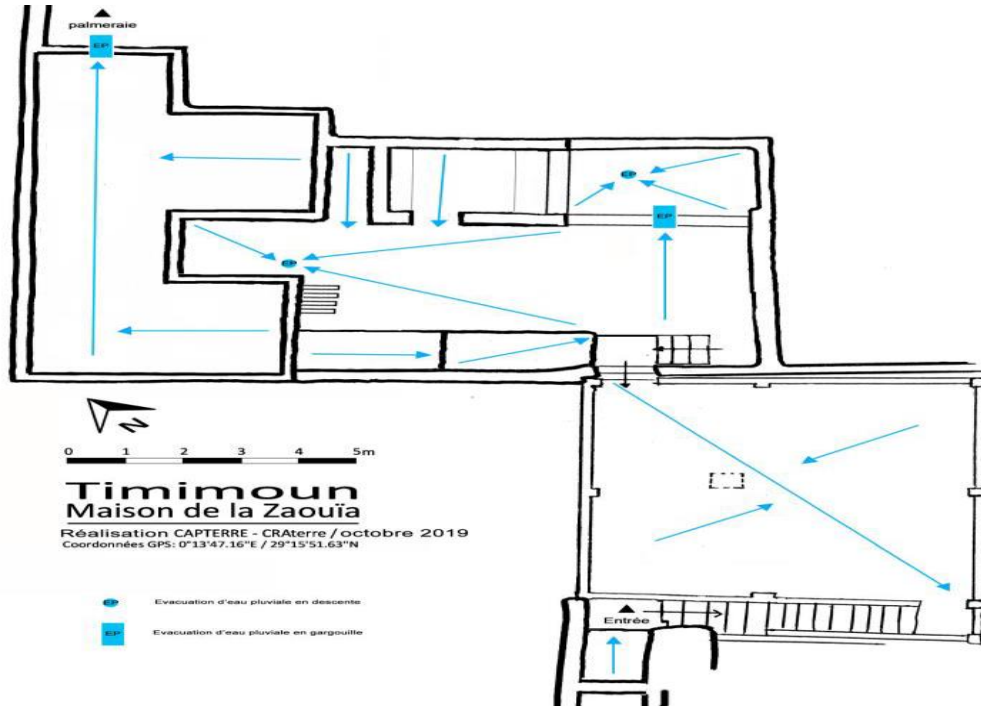 palmeraie
EP
EP
EP
EP
N
0 1 2 3 4 5m
Timimoun
Maison de la Zaouïa
Réalisation CAPTERRE - CRAterre / octobre 2019
Coordonnées GPS: 0°13'47.16"E / 29°15'51.63"N
EP Evacuation d'eau pluviale en descente
EP Evacuation d'eau pluviale en gargouille
Entrée